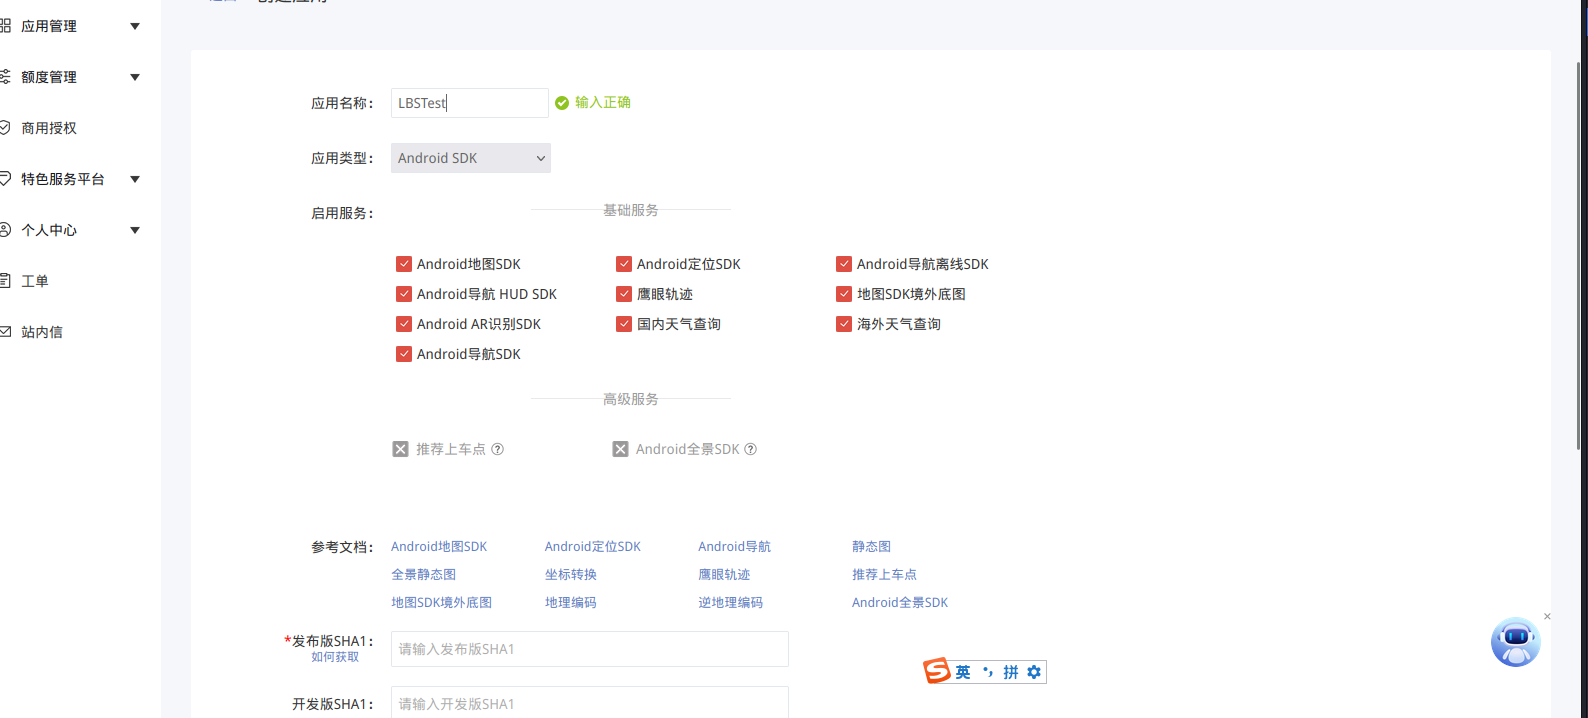 创建应用
应用管理
额度管理
商用授权
特色服务平台
个人中心
工单
站内信
应用名称： LBSTest 输入正确
应用类型： Android SDK
启用服务： 基础服务
Android地图SDK Android定位SDK Android导航离线SDK
Android导航 HUD SDK 鹰眼轨迹 地图SDK境外底图
Android AR识别SDK 国内天气查询 海外天气查询
Android导航SDK
高级服务
推荐上车点 ? Android全景SDK ?
参考文档： Android地图SDK Android定位SDK Android导航 静态图
全景静态图 坐标转换 鹰眼轨迹 推荐上车点
地图SDK境外底图 地理编码 逆地理编码 Android全景SDK
*发布版SHA1： 请输入发布版SHA1
如何获取
开发版SHA1： 请输入开发版SHA1
S 英 拼